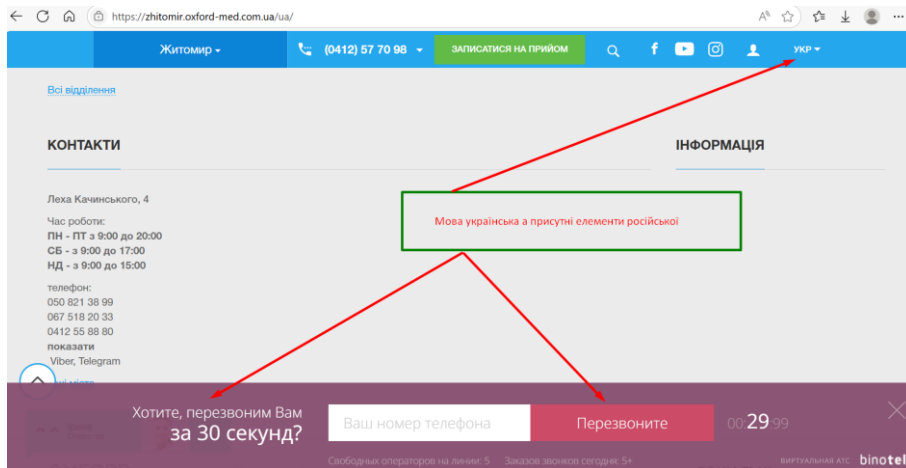 https://zhitomir.oxford-med.com.ua/ua/
Житомир
(0412) 57 70 98
ЗАПИСАТИСЯ НА ПРИЙОМ
f
УКР
Всі відділення
КОНТАКТИ
ІНФОРМАЦІЯ
Леха Качинського, 4
Час роботи:
ПН - ПТ з 9:00 до 20:00
СБ - з 9:00 до 17:00
НД - з 9:00 до 15:00
телефон:
050 821 38 99
067 518 20 33
0412 55 88 80
показати
Viber, Telegram
Мова українська а присутні елементи російської
Хотите, перезвоним Вам
за 30 секунд?
Ваш номер телефона
Перезвоните
00:29:99
Свободных операторов на линии: 5 Заказов звонков сегодня: 5+
ВИРТУАЛЬНАЯ АТС binotel